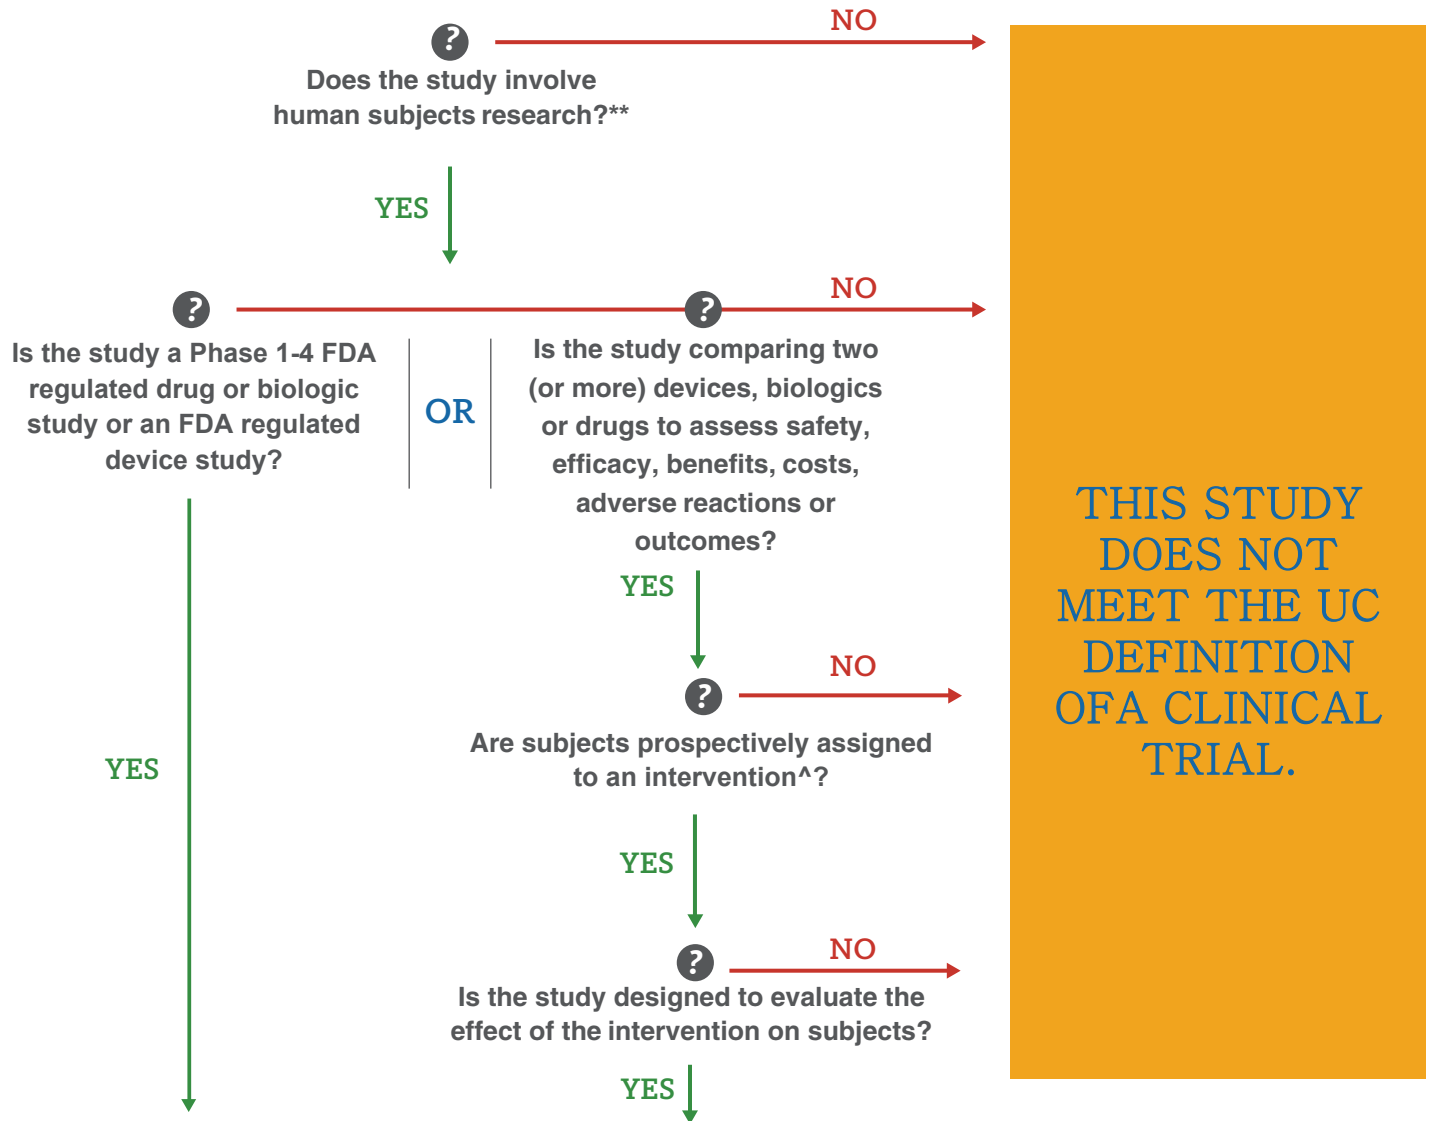 NO
?
Does the study involve
human subjects research?**
YES
NO
?
?
Is the study a Phase 1-4 FDA
regulated drug or biologic
study or an FDA regulated
device study?
OR
Is the study comparing two
(or more) devices, biologics
or drugs to assess safety,
efficacy, benefits, costs,
adverse reactions or
outcomes?
YES
NO
?
Are subjects prospectively assigned
to an intervention^?
YES
YES
NO
?
Is the study designed to evaluate the
effect of the intervention on subjects?
YES
THIS STUDY
DOES NOT
MEET THE UC
DEFINITION
OFA CLINICAL
TRIAL.